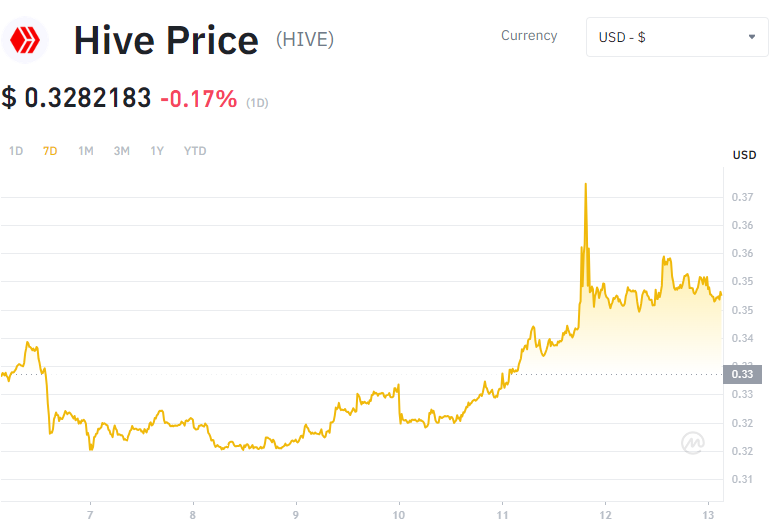 Hive Price (HIVE)
Currency
USD - $
$ 0.3282183 -0.17% (1D)
1D 7D 1M 3M 1Y YTD
USD
0.37
0.36
0.36
0.35
0.35
0.34
0.33
0.33
0.32
0.32
0.31
7 8 9 10 11 12 13